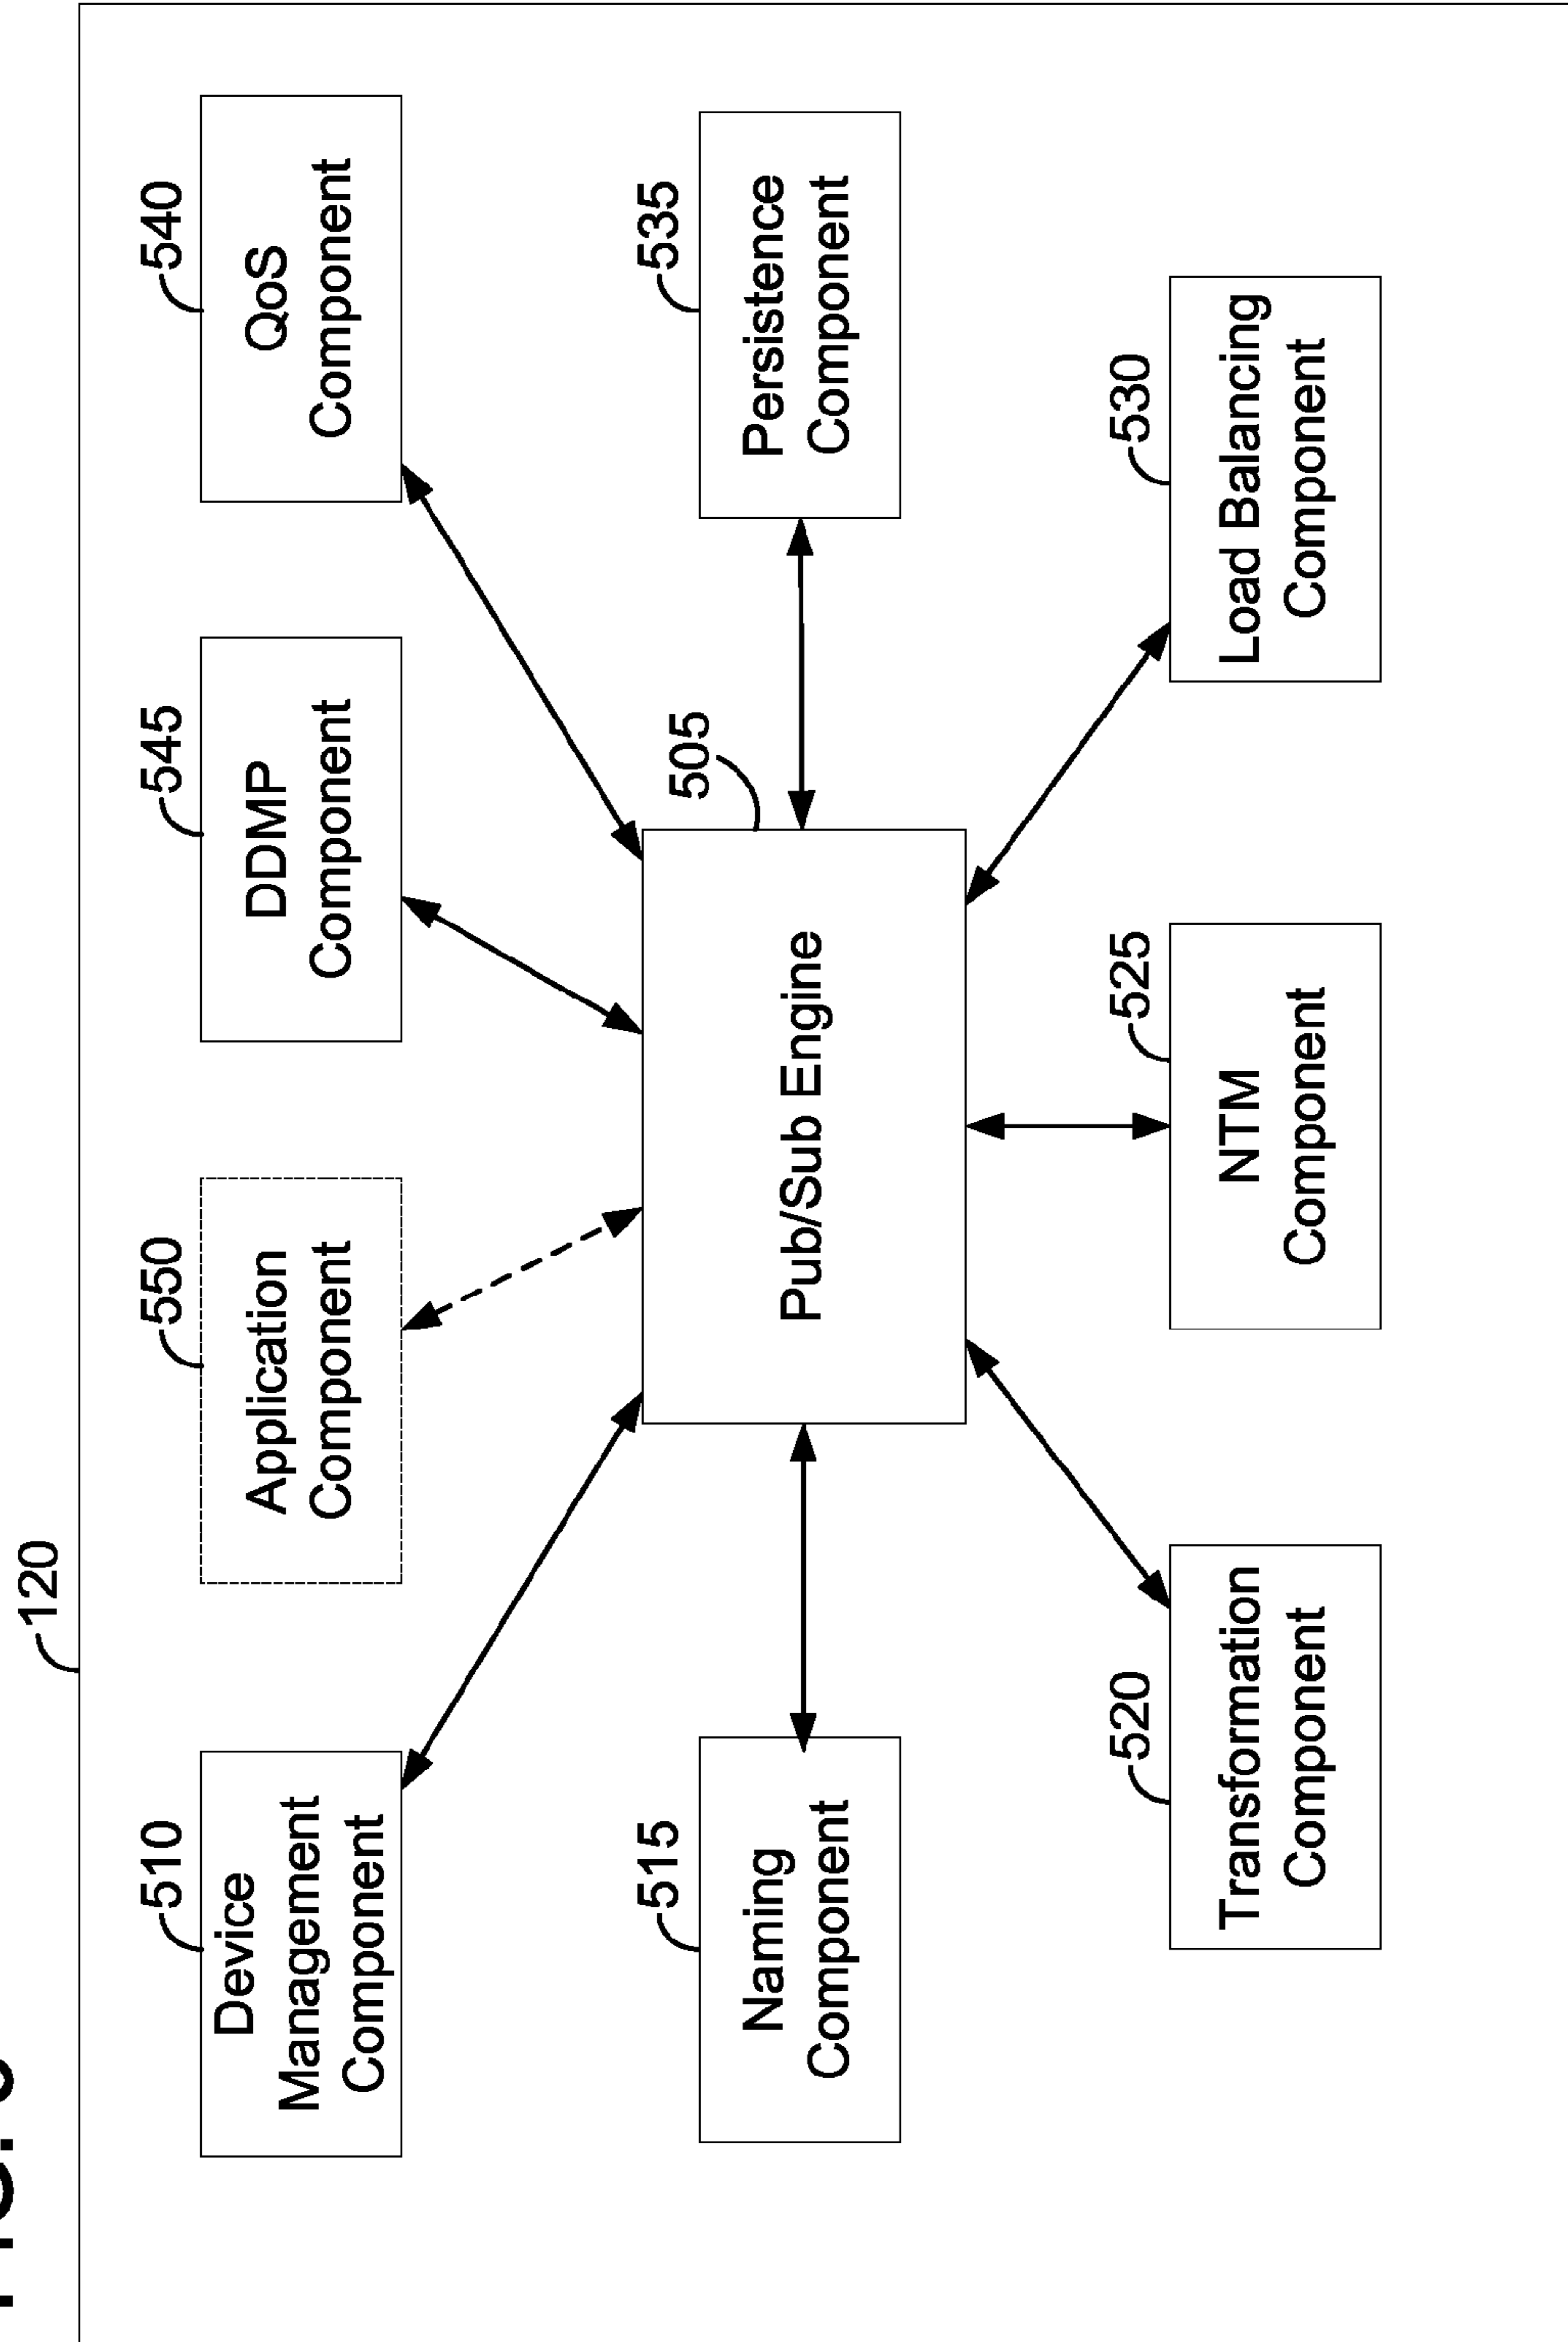 120
510
Device
Management
Component
550
Application
Component
545
DDMP
Component
540
QoS
Component
515
Naming
Component
505
Pub/Sub Engine
535
Persistence
Component
520
Transformation
Component
525
NTM
Component
530
Load Balancing
Component